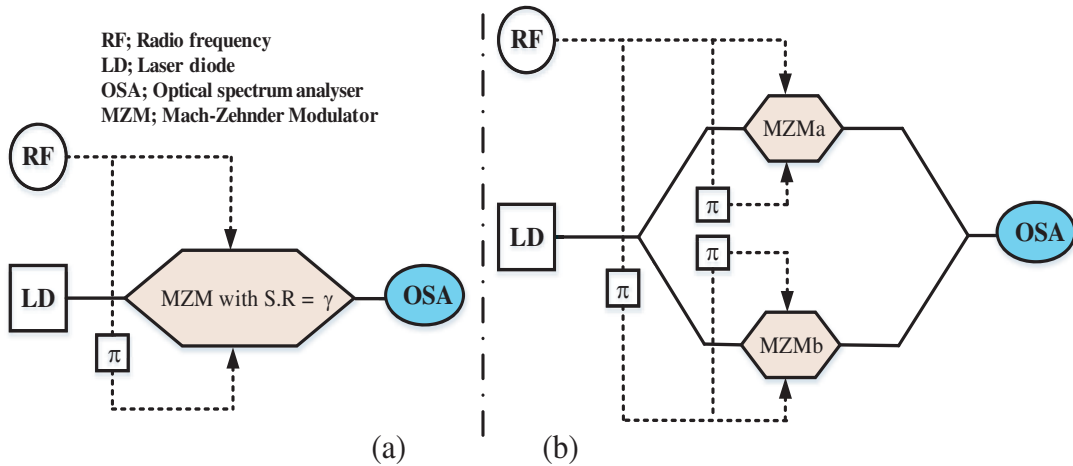 RF; Radio frequency
LD; Laser diode
OSA; Optical spectrum analyser
MZM; Mach-Zehnder Modulator
RF
LD
MZM with S.R = γ
OSA
π
(a)
RF
MZMa
π
LD
π
π
OSA
MZMb
(b)